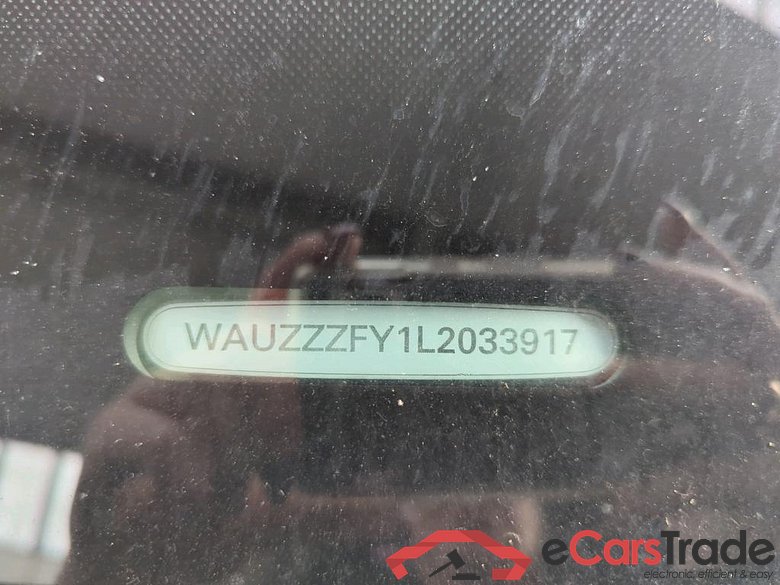 WAUZZZFY1L2033917
eCarsTrade
electronic, efficient & easy